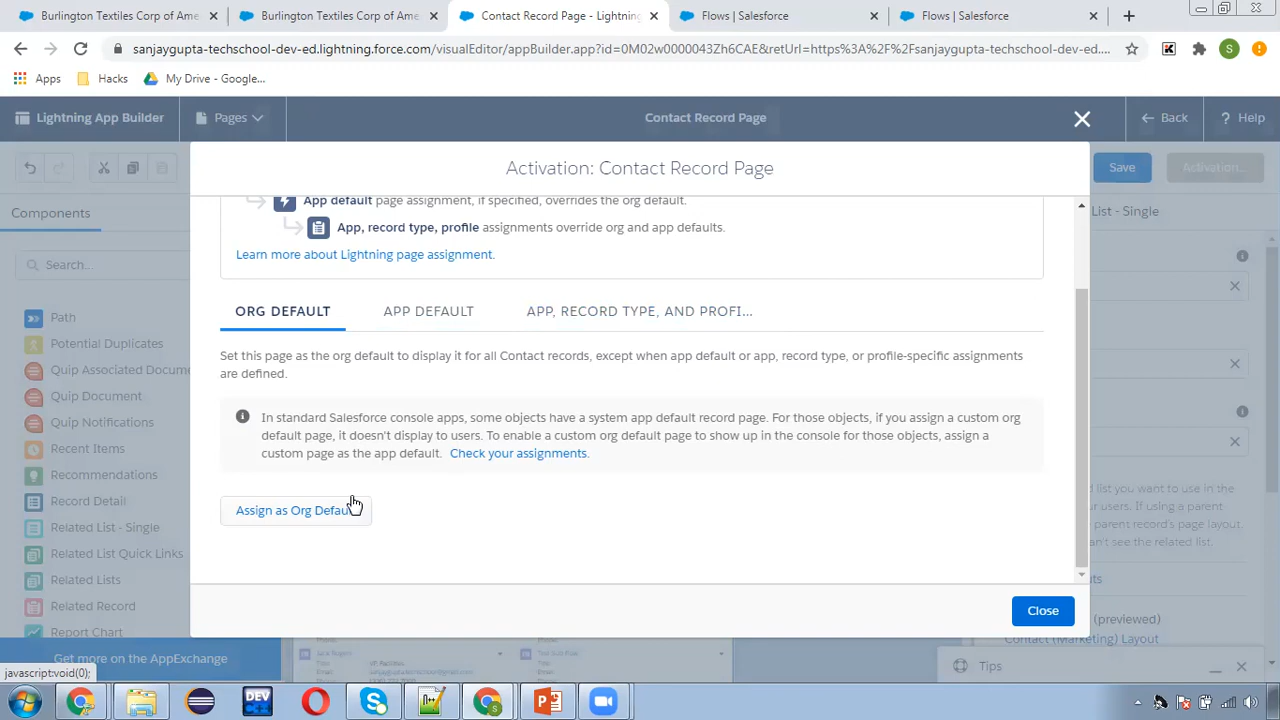 Burlington Textiles Corp of Ame
Burlington Textiles Corp of Ame
Contact Record Page - Lightnin
Flows | Salesforce
Flows | Salesforce
sanjaygupta-techschool-dev-ed.lightning.force.com/visualEditor/appBuilder.app?id=0M02w0000043Zh6CAE&retUrl=https%3A%2F%2Fsanjaygupta-techschool-dev-ed....
Apps
Hacks
My Drive - Google...
Lightning App Builder
Pages
Contact Record Page
Back
? Help
Activation: Contact Record Page
Save
Activation...
Components
List - Single
App default page assignment, if specified, overrides the org default.
App, record type, profile assignments override org and app defaults.
Learn more about Lightning page assignment.
Search...
ORG DEFAULT
APP DEFAULT
APP, RECORD TYPE, AND PROFI...
Path
Potential Duplicates
Quip Associated Docume
Quip Document
Quip Notifications
Recent Items
Recommendations
Record Detail
Related List - Single
Related List Quick Links
Related Lists
Related Record
Report Chart
Set this page as the org default to display it for all Contact records, except when app default or app, record type, or profile-specific assignments
are defined.
In standard Salesforce console apps, some objects have a system app default record page. For those objects, if you assign a custom org
default page, it doesn't display to users. To enable a custom org default page to show up in the console for those objects, assign a
custom page as the app default. Check your assignments.
Assign as Org Defau
d list you want to use in the
r users. If using a parent
parent record's page layout.
n't see the related list.
ts
(previewed)
Contact (Marketing) Layout
Close
Get more on the AppExchange
Tips
javascript:void(0);